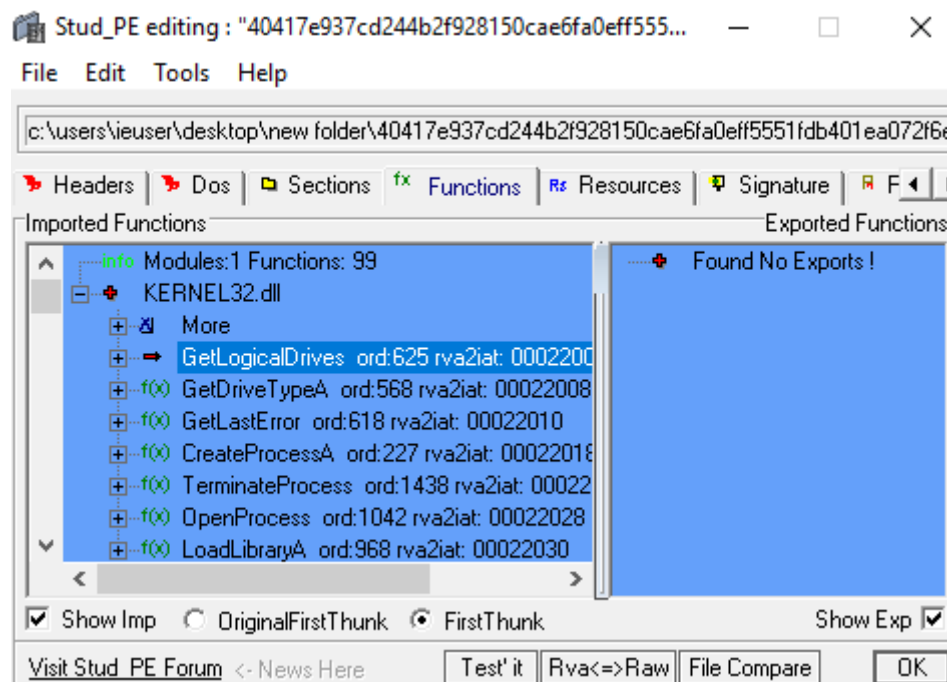 Stud_PE editing : "40417e937cd244b2f928150cae6fa0eff555...
File Edit Tools Help
c:\users\ieuser\desktop\new folder\40417e937cd244b2f928150cae6fa0eff5551fdb401ea072f6e
Headers Dos Sections fx Functions Rs Resources Signature F
Imported Functions Exported Functions
info Modules:1 Functions: 99
Found No Exports !
KERNEL32.dll
More
GetLogicalDrives ord:625 rva2iat: 0002200
GetDriveTypeA ord:568 rva2iat: 00022008
f(x) GetLastError ord:618 rva2iat: 00022010
f(x) CreateProcessA ord:227 rva2iat: 00022018
f(x) TerminateProcess ord:1438 rva2iat: 00022
f(x) OpenProcess ord:1042 rva2iat: 00022028
f(x) LoadLibraryA ord:968 rva2iat: 00022030
Show Imp OriginalFirstThunk FirstThunk Show Exp
Visit Stud_PE Forum <- News Here Test' it Rva<=>Raw File Compare OK